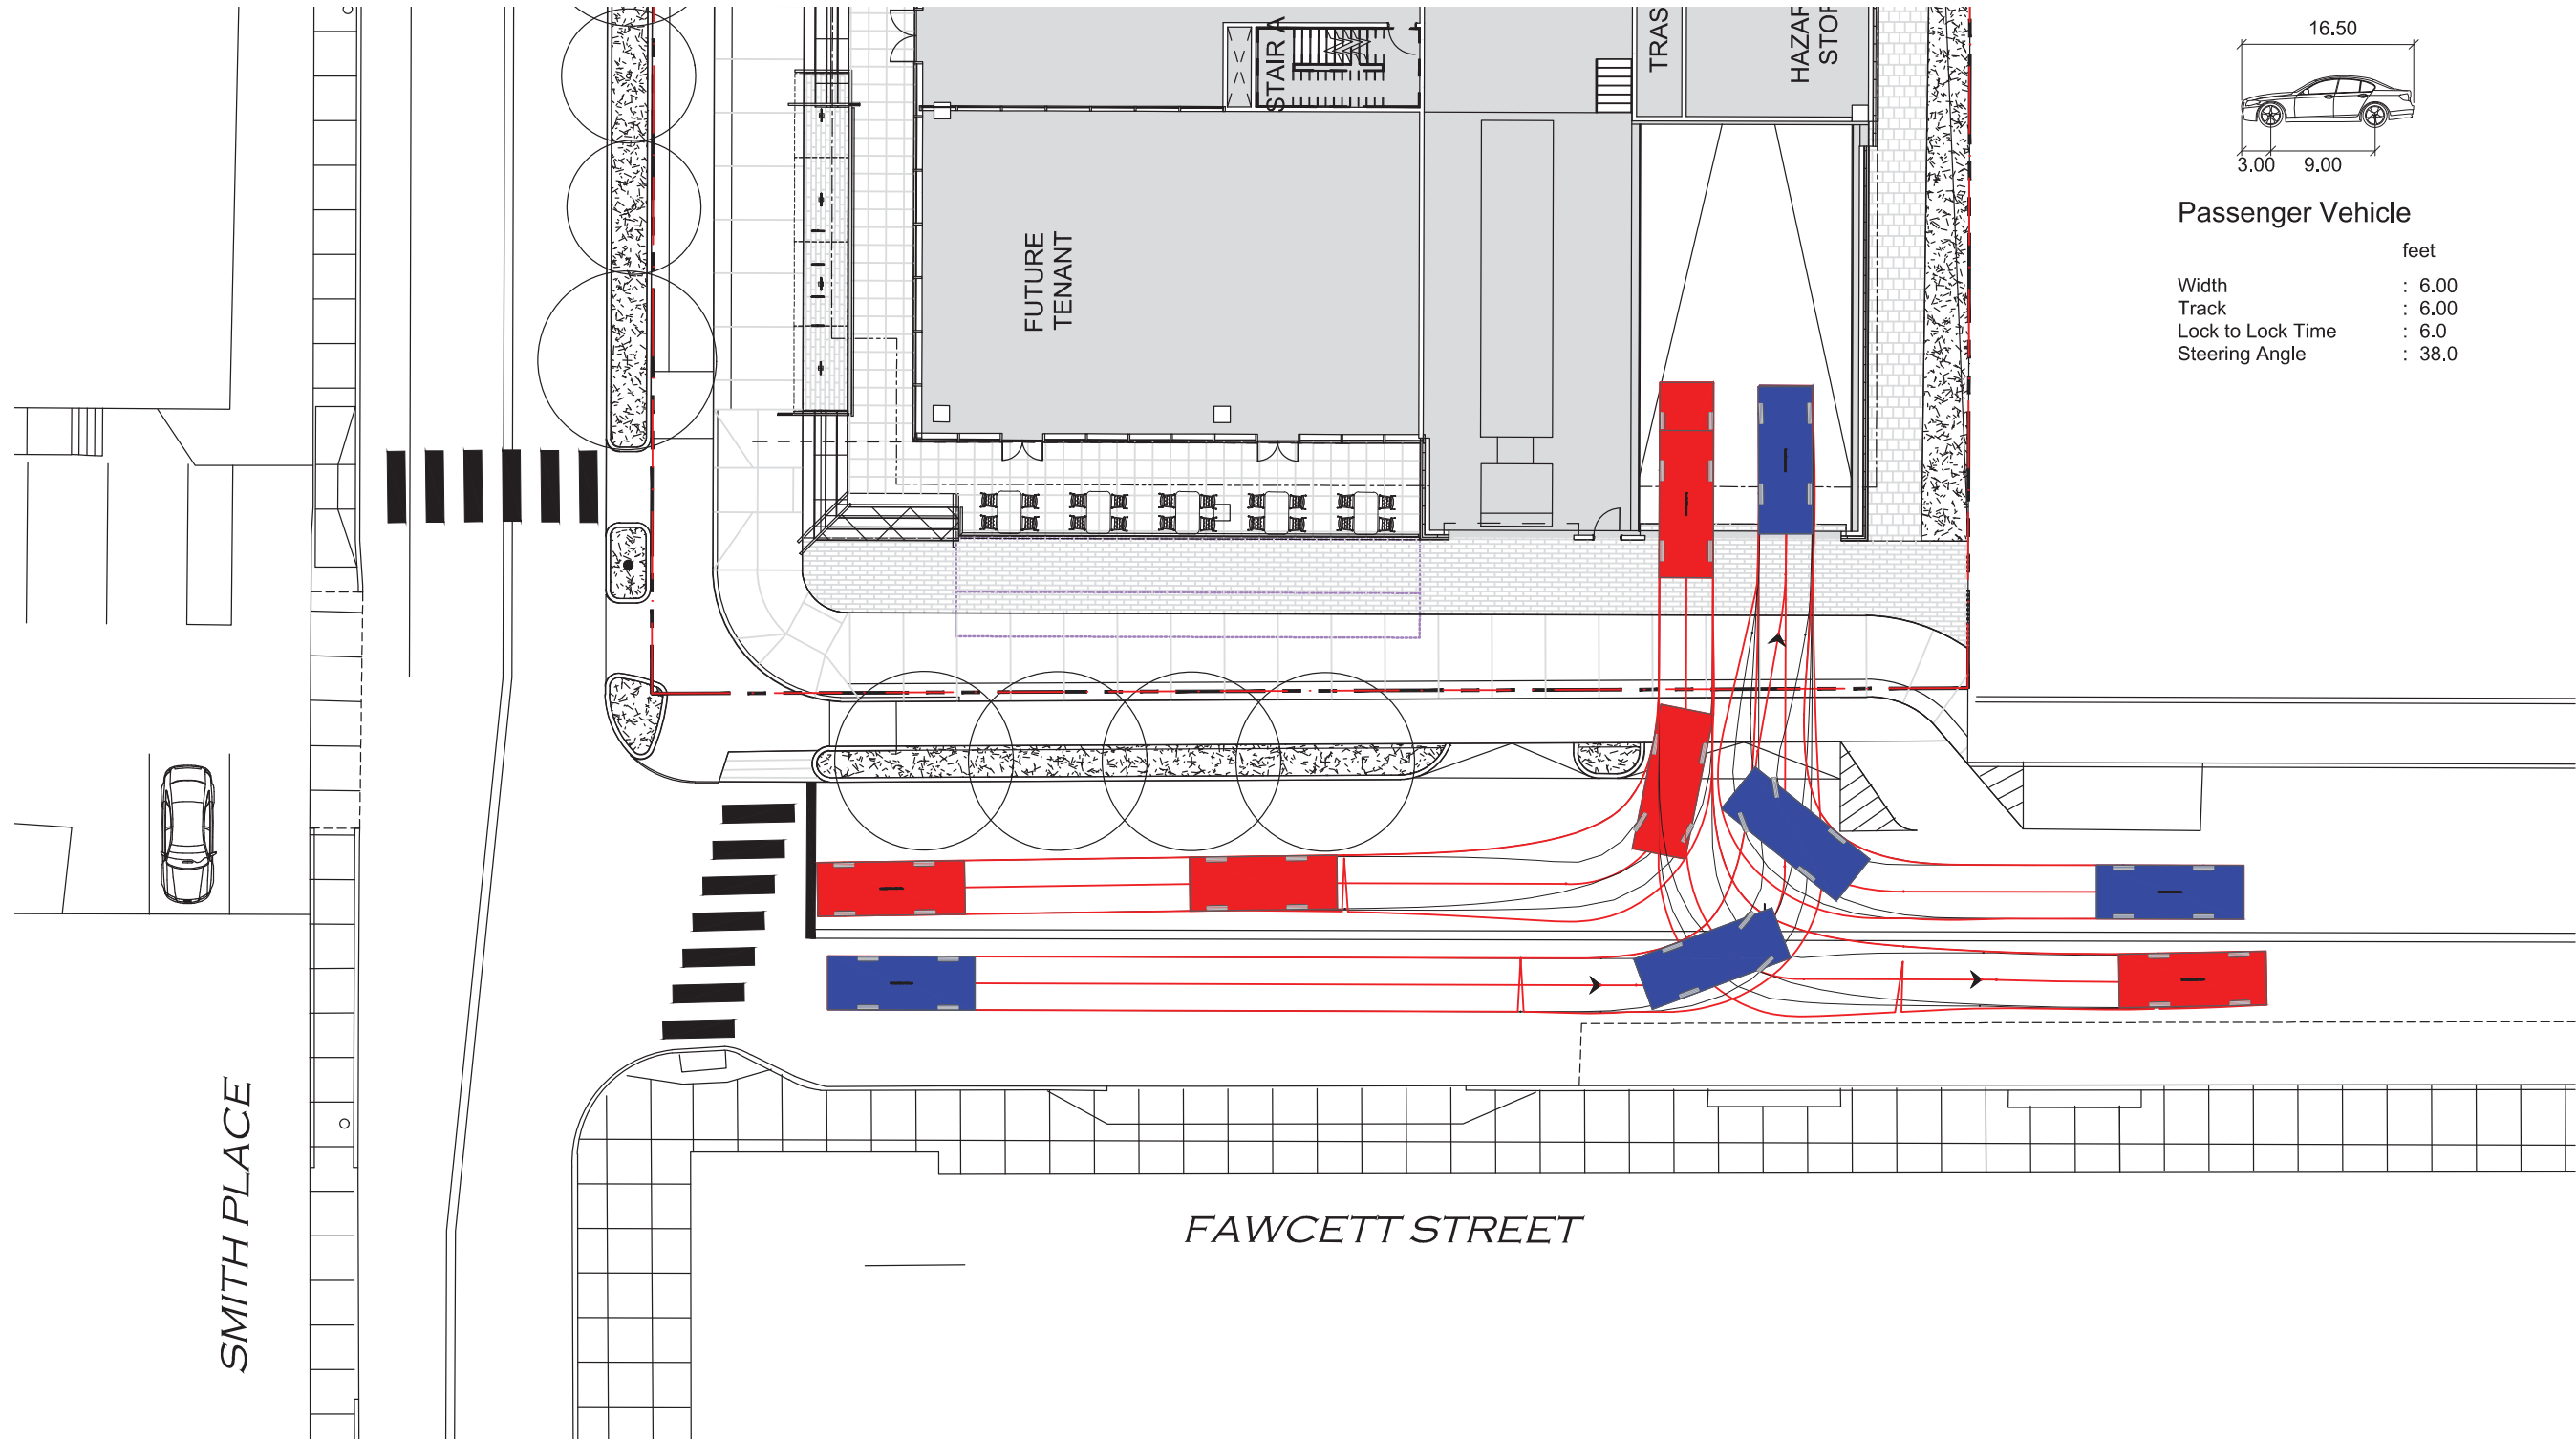 STAIR A
TRAS
HAZAR
STOR
16.50
3.00 9.00
Passenger Vehicle
feet
Width : 6.00
Track : 6.00
Lock to Lock Time : 6.0
Steering Angle : 38.0
FUTURE
TENANT
SMITH PLACE
FAWCETT STREET